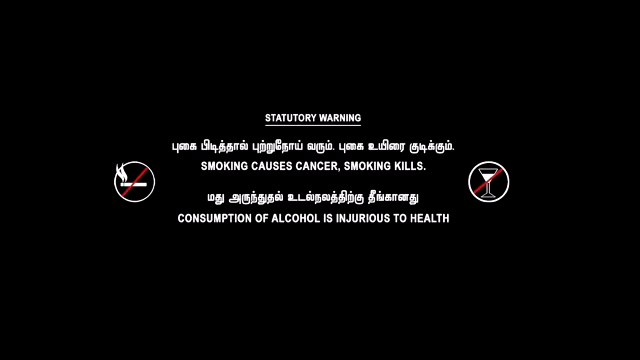 STATUTORY WARNING
புகை பிடித்தால் புற்றுநோய் வரும். புகை உயிரை குடிக்கும்.
SMOKING CAUSES CANCER, SMOKING KILLS.
மது அருந்துதல் உடல்நலத்திற்கு தீங்கானது
CONSUMPTION OF ALCOHOL IS INJURIOUS TO HEALTH